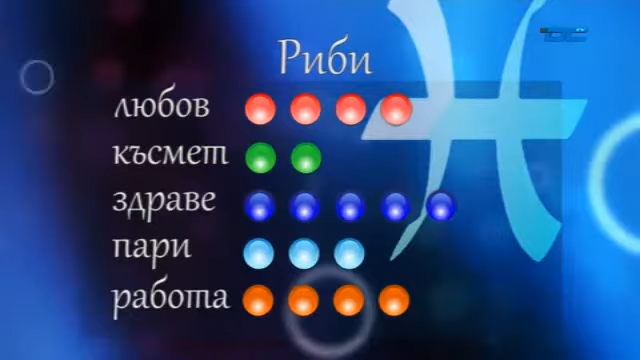 Риби
любов
късмет
здраве
пари
работа